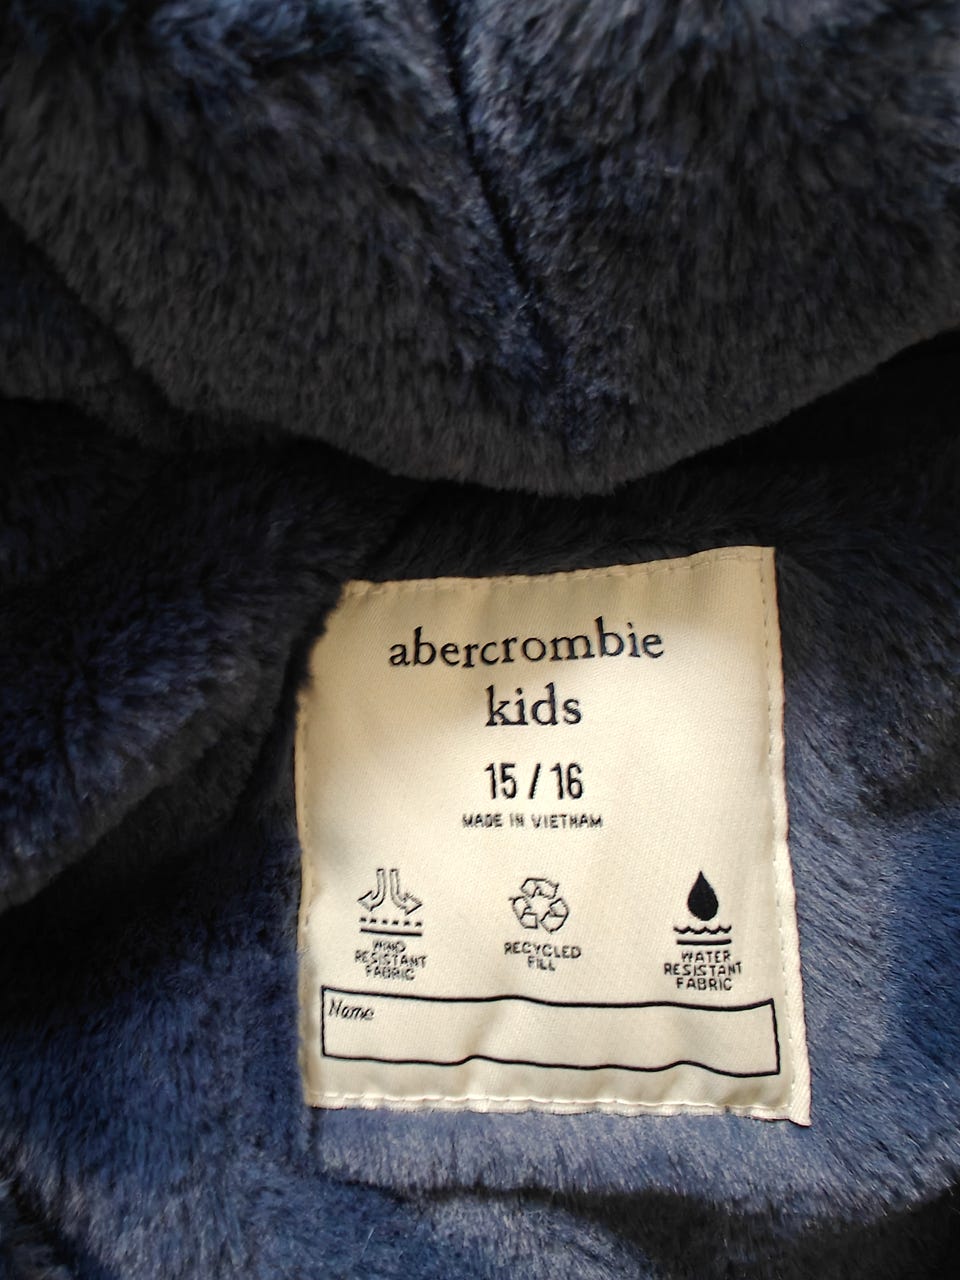 abercrombie
kids
15 / 16
MADE IN VIETNAM
WIND
RESISTANT
FABRIC
RECYCLED
FILL
WATER
RESISTANT
FABRIC
Name